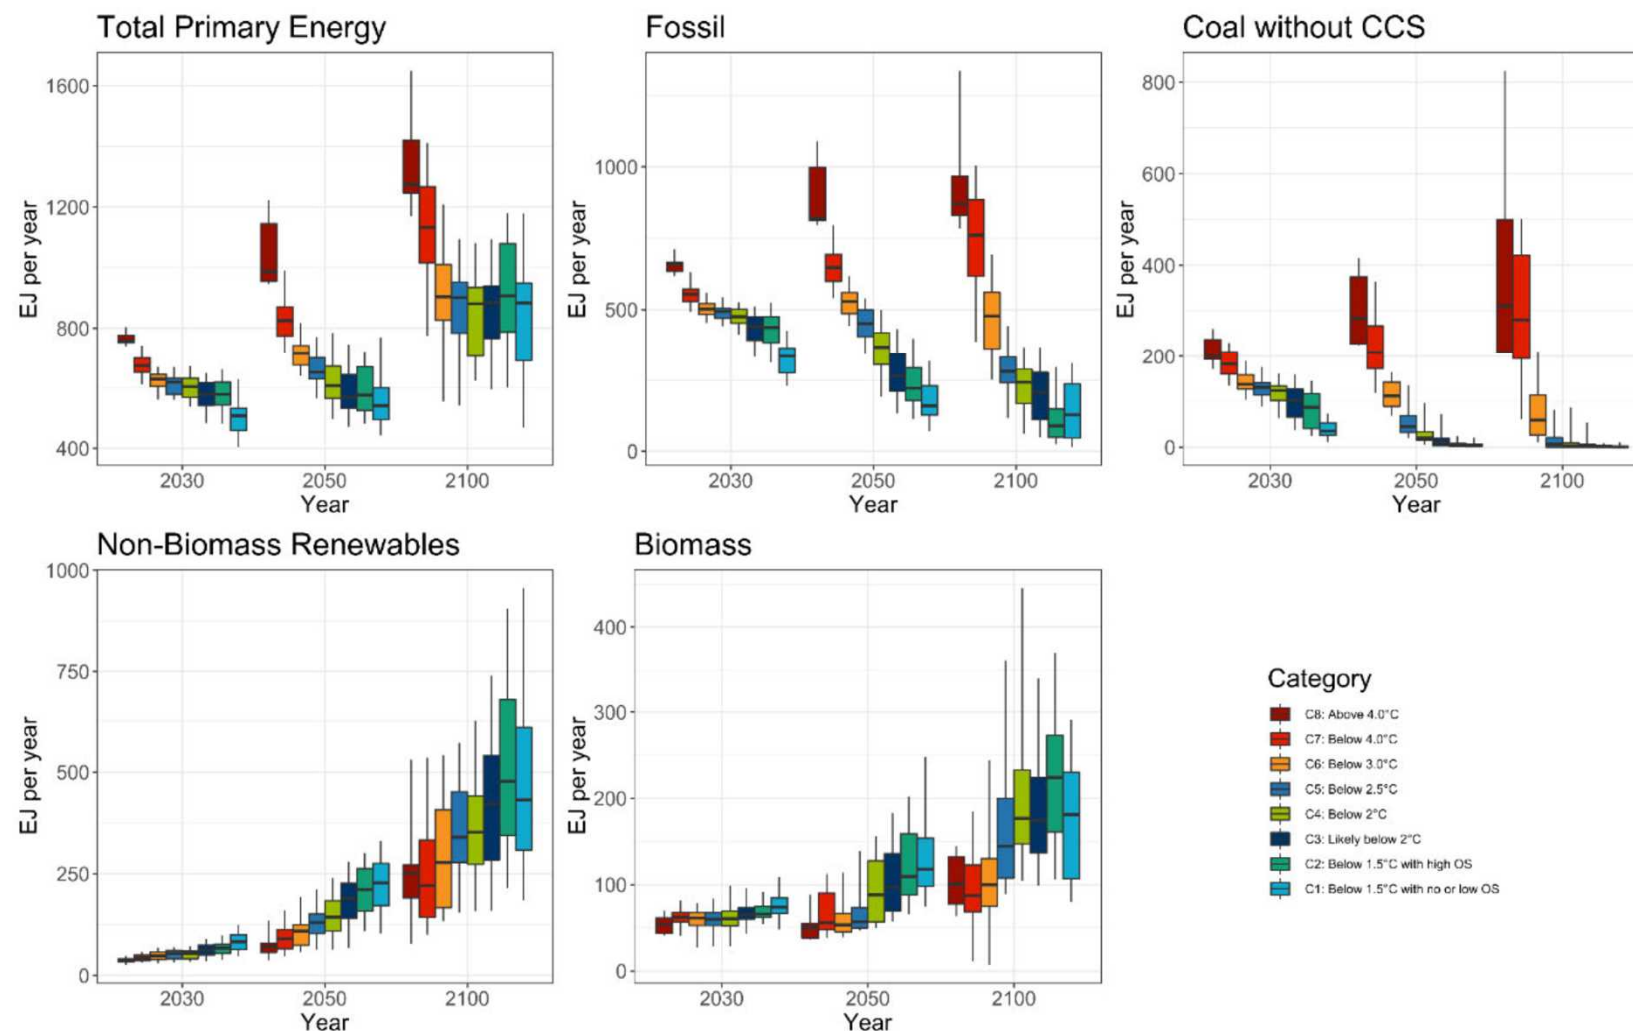 Total Primary Energy
EJ per year
1600
1200
800
400
2030
2050
2100
Year
Fossil
EJ per year
1000
500
0
2030
2050
2100
Year
Coal without CCS
EJ per year
800
600
400
200
0
2030
2050
2100
Year
Non-Biomass Renewables
EJ per year
1000
750
500
250
0
2030
2050
2100
Year
Biomass
EJ per year
400
300
200
100
0
2030
2050
2100
Year
Category
C8: Above 4.0°C
C7: Below 4.0°C
C6: Below 3.0°C
C5: Below 2.5°C
C4: Below 2°C
C3: Likely below 2°C
C2: Below 1.5°C with high OS
C1: Below 1.5°C with no or low OS